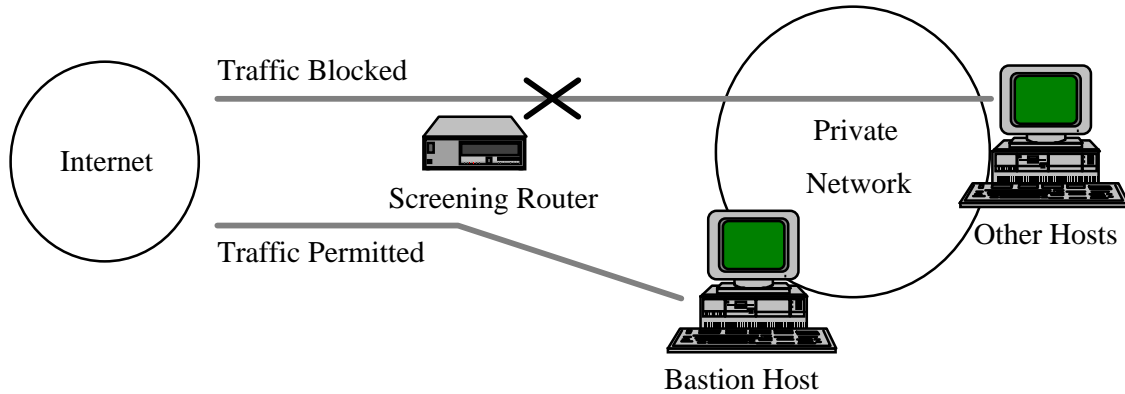 Traffic Blocked
Internet
Screening Router
Traffic Permitted
Private
Network
Other Hosts
Bastion Host